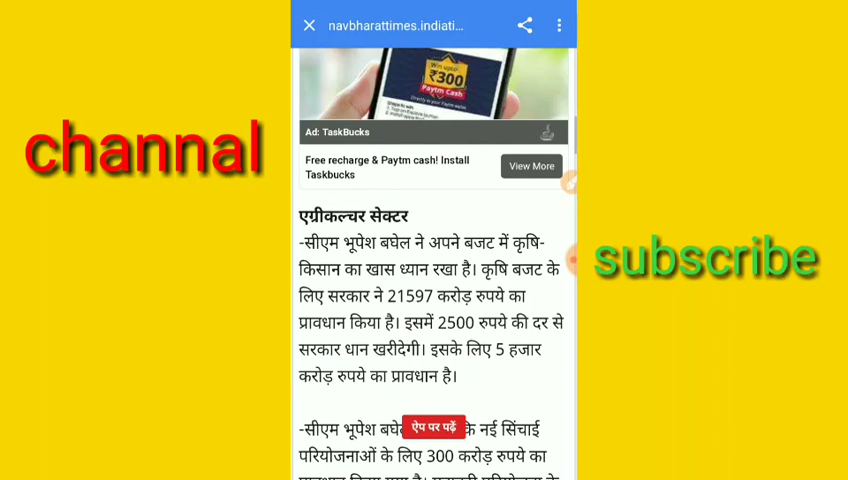 navbharattimes.indiati...
channal
subscribe
Win upto
₹300
Paytm Cash
Ad: TaskBucks
Free recharge & Paytm cash! Install
Taskbucks
View More
एग्रीकल्चर सेक्टर
-सीएम भूपेश बघेल ने अपने बजट में कृषि-
किसान का खास ध्यान रखा है। कृषि बजट के
लिए सरकार ने 21597 करोड़ रुपये का
प्रावधान किया है। इसमें 2500 रुपये की दर से
सरकार धान खरीदेगी। इसके लिए 5 हजार
करोड़ रुपये का प्रावधान है।
-सीएम भूपेश
ऐप पर पढ़ें
नई सिंचाई
परियोजनाओं के लिए 300 करोड़ रुपये का